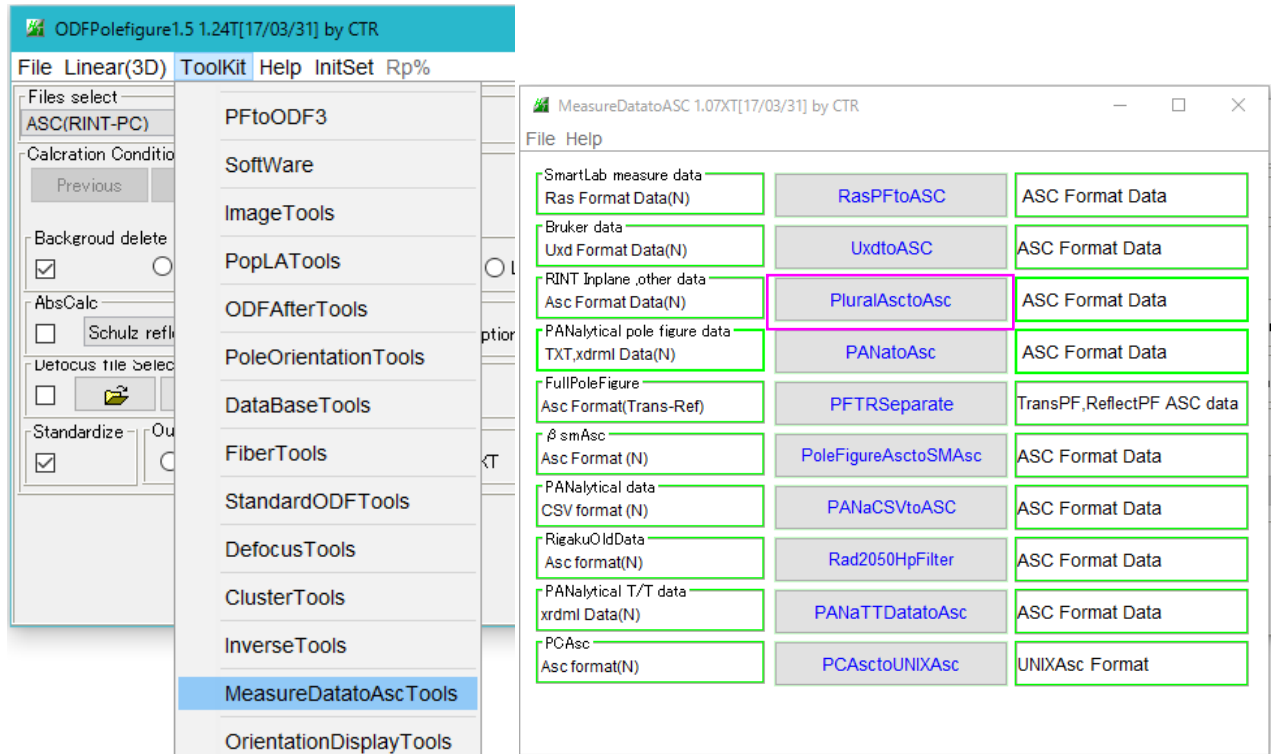 ODFPolefigure1.5 1.24T[17/03/31] by CTR
File Linear(3D) ToolKit Help InitSet Rp%
Files select
ASC(RINT-PC)
Calcration Conditio
Previous
Backgroud delete
AbsCalc
Schulz refle
ption
Defocus file Selec
Standardize
Ou
XT
PFtoODF3
SoftWare
ImageTools
PopLATools
ODFAfterTools
PoleOrientationTools
DataBaseTools
FiberTools
StandardODFTools
DefocusTools
ClusterTools
InverseTools
MeasureDatatoAscTools
OrientationDisplayTools
MeasureDatatoASC 1.07XT[17/03/31] by CTR
File Help
SmartLab measure data
Ras Format Data(N) RasPFtoASC ASC Format Data
Bruker data
Uxd Format Data(N) UxdtoASC ASC Format Data
RINT Inplane ,other data
Asc Format Data(N) PluralAsctoAsc ASC Format Data
PANalytical pole figure data
TXT,xdrml Data(N) PANatoAsc ASC Format Data
FullPoleFigure
Asc Format(Trans-Ref) PFTRSeparate TransPF,ReflectPF ASC data
βsmAsc
Asc Format (N) PoleFigureAsctoSMAsc ASC Format Data
PANalytical data
CSV format (N) PANaCSVtoASC ASC Format Data
RigakuOldData
Asc format(N) Rad2050HpFilter ASC Format Data
PANalytical T/T data
xrdml Data(N) PANaTTDatatoAsc ASC Format Data
PCAsc
Asc format(N) PCAsctoUNIXAsc UNIXAsc Format